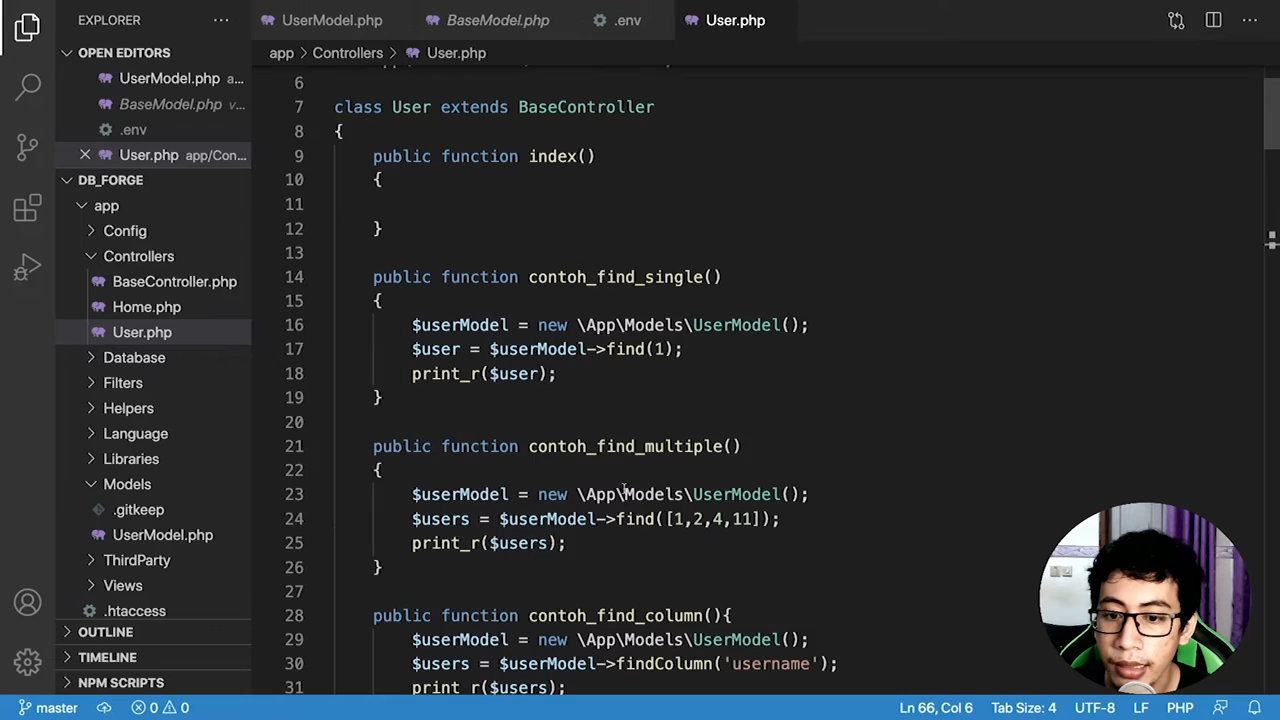 EXPLORER
OPEN EDITORS
UserModel.php a...
BaseModel.php v...
.env
User.php app/Con...
DB_FORGE
app
Config
Controllers
BaseController.php
Home.php
User.php
Database
Filters
Helpers
Language
Libraries
Models
.gitkeep
UserModel.php
ThirdParty
Views
.htaccess
OUTLINE
TIMELINE
NPM SCRIPTS
UserModel.php
BaseModel.php
.env
User.php
app > Controllers > User.php
6
7 class User extends BaseController
8 {
9 public function index()
10 {
11
12 }
13
14 public function contoh_find_single()
15 {
16 $userModel = new \App\Models\UserModel();
17 $user = $userModel->find(1);
18 print_r($user);
19 }
20
21 public function contoh_find_multiple()
22 {
23 $userModel = new \App\Models\UserModel();
24 $users = $userModel->find([1,2,4,11]);
25 print_r($users);
26 }
27
28 public function contoh_find_column(){
29 $userModel = new \App\Models\UserModel();
30 $users = $userModel->findColumn('username');
31 print_r($users);
master
0 0
Ln 66, Col 6
Tab Size: 4
UTF-8
LF
PHP